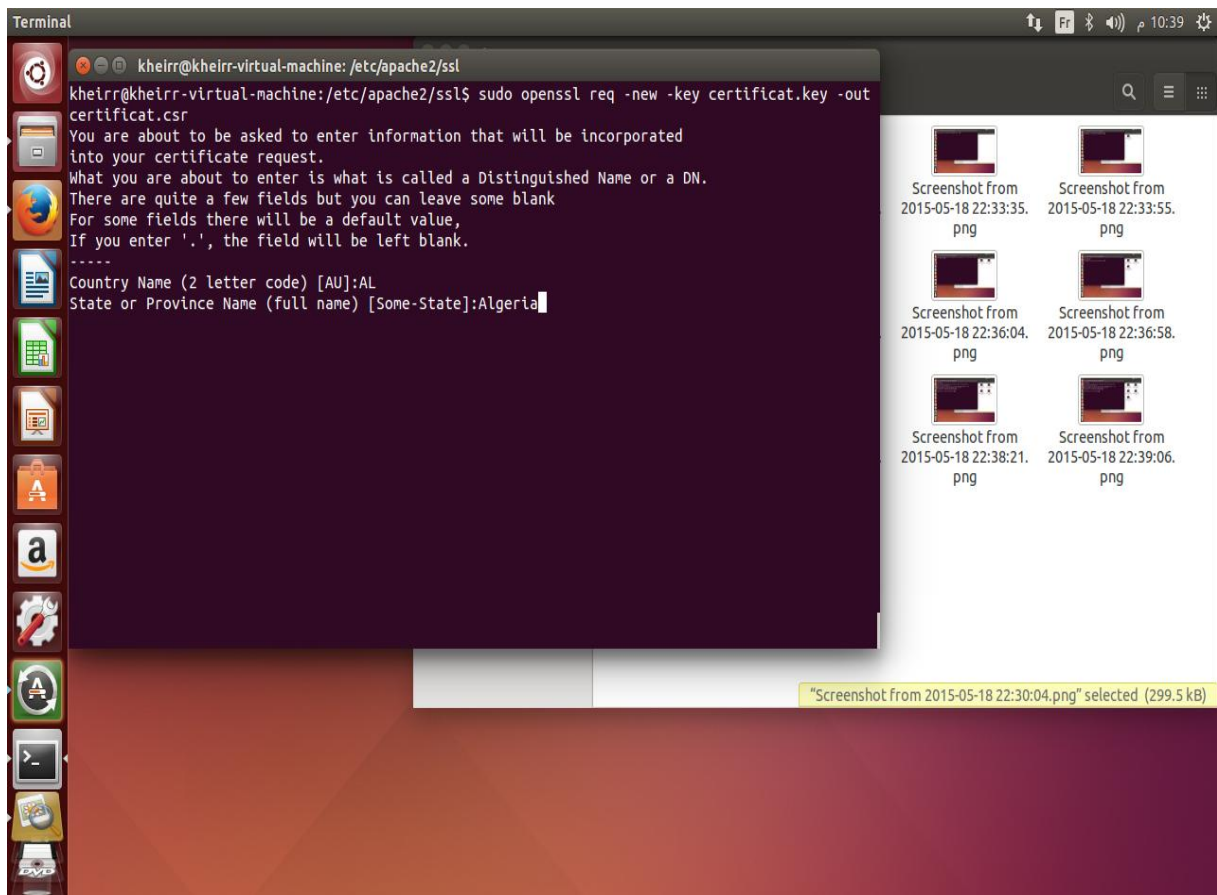 Terminal
Fr
م 10:39
kheirr@kheirr-virtual-machine: /etc/apache2/ssl
kheirr@kheirr-virtual-machine:/etc/apache2/ssl$ sudo openssl req -new -key certificat.key -out
certificat.csr
You are about to be asked to enter information that will be incorporated
into your certificate request.
What you are about to enter is what is called a Distinguished Name or a DN.
There are quite a few fields but you can leave some blank
For some fields there will be a default value,
If you enter '.', the field will be left blank.
-----
Country Name (2 letter code) [AU]:AL
State or Province Name (full name) [Some-State]:Algeria
Screenshot from
2015-05-18 22:33:35.
png
Screenshot from
2015-05-18 22:33:55.
png
Screenshot from
2015-05-18 22:36:04.
png
Screenshot from
2015-05-18 22:36:58.
png
Screenshot from
2015-05-18 22:38:21.
png
Screenshot from
2015-05-18 22:39:06.
png
"Screenshot from 2015-05-18 22:30:04.png" selected (299.5 kB)
a
DVD